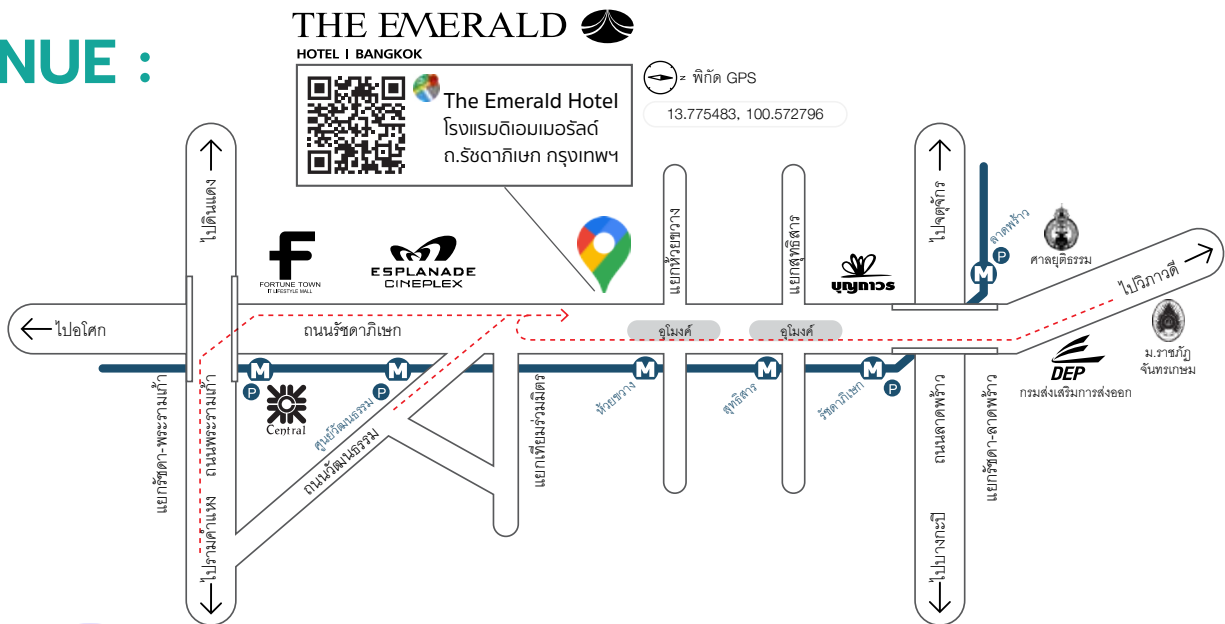 NUE :
THE EMERALD
HOTEL | BANGKOK
The Emerald Hotel
โรงแรมดิเอมเมอรัลด์
ถ.รัชดาภิเษก กรุงเทพฯ
z พิกัด GPS
13.775483, 100.572796
ไปดินแดง
FORTUNE TOWN
IT LIFESTYLE MALL
ESPLANADE
CINEPLEX
แยกห้วยขวาง
แยกสุทธิสาร
บุญถาวร
ไปจตุจักร
ลาดพร้าว
P
M
ศาลยุติธรรม
ไปวิภาวดี
ไปอโศก
ถนนรัชดาภิเษก
อุโมงค์
อุโมงค์
ม.ราชภัฏ
จันทรเกษม
DEP
กรมส่งเสริมการส่งออก
M
P
Central
M
P
ศูนย์วัฒนธรรม
ถนนวัฒนธรรม
แยกเทียมร่วมมิตร
M
ห้วยขวาง
M
สุทธิสาร
M
P
รัชดาภิเษก
แยกรัชดา-พระรามเก้า
ถนนพระรามเก้า
ไปรามคำแหง
ถนนลาดพร้าว
แยกรัชดา-ลาดพร้าว
ไปบางกะปิ